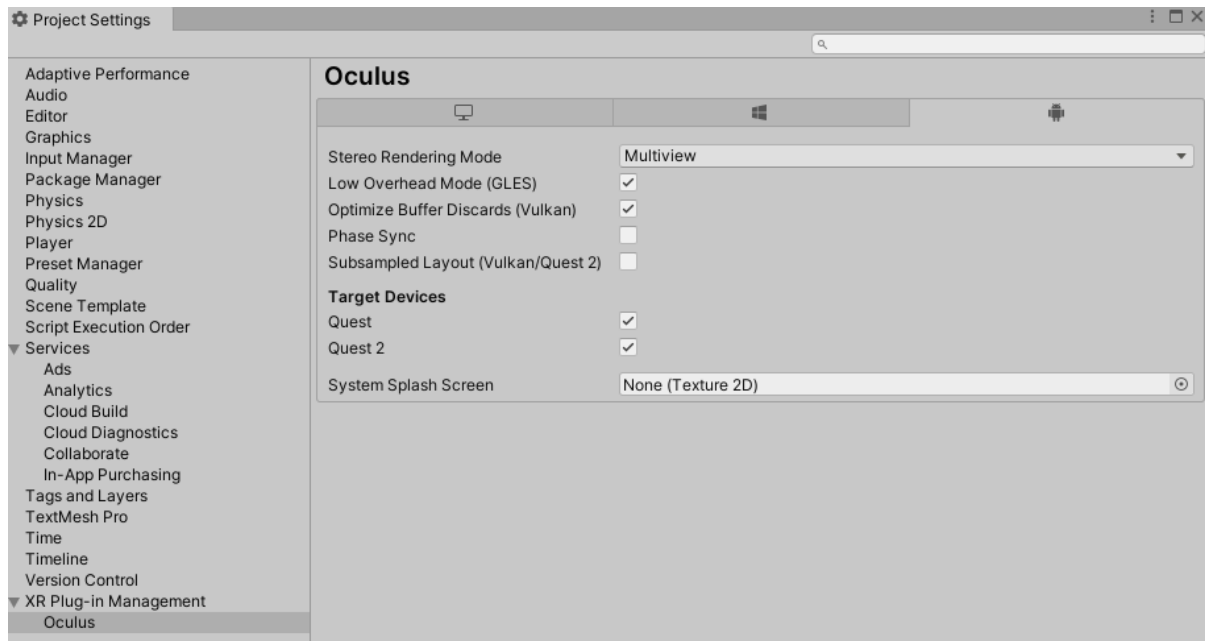 Project Settings
Adaptive Performance
Audio
Editor
Graphics
Input Manager
Package Manager
Physics
Physics 2D
Player
Preset Manager
Quality
Scene Template
Script Execution Order
Services
Ads
Analytics
Cloud Build
Cloud Diagnostics
Collaborate
In-App Purchasing
Tags and Layers
TextMesh Pro
Time
Timeline
Version Control
XR Plug-in Management
Oculus
Oculus
Stereo Rendering Mode Multiview
Low Overhead Mode (GLES)
Optimize Buffer Discards (Vulkan)
Phase Sync
Subsampled Layout (Vulkan/Quest 2)
Target Devices
Quest
Quest 2
System Splash Screen None (Texture 2D)